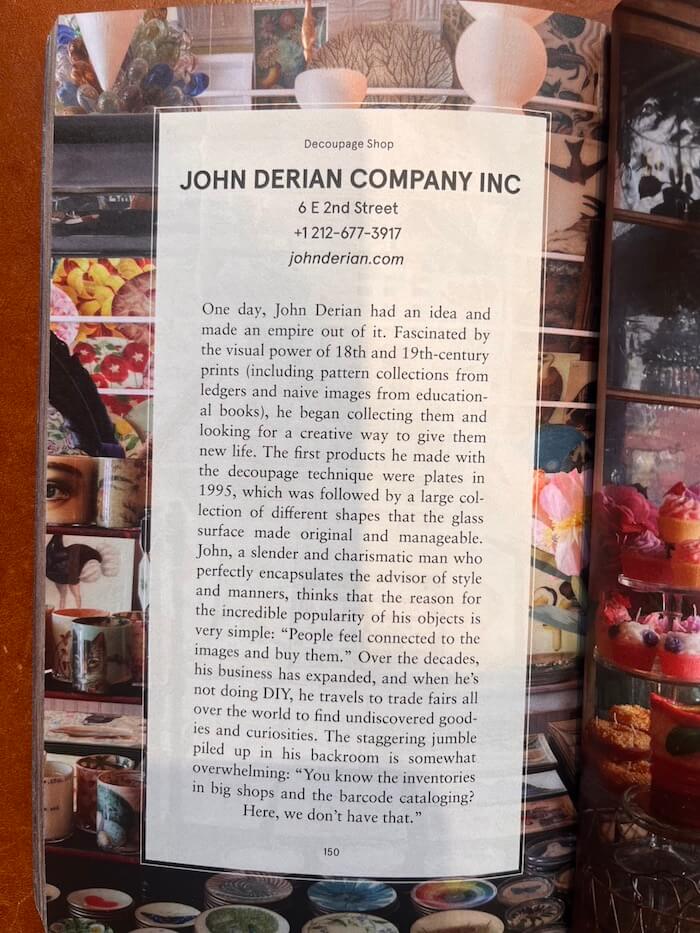 Decoupage Shop
JOHN DERIAN COMPANY INC
6 E 2nd Street
+1 212-677-3917
johnderian.com
One day, John Derian had an idea and
made an empire out of it. Fascinated by
the visual power of 18th and 19th-century
prints (including pattern collections from
ledgers and naive images from education-
al books), he began collecting them and
looking for a creative way to give them
new life. The first products he made with
the decoupage technique were plates in
1995, which was followed by a large col-
lection of different shapes that the glass
surface made original and manageable.
John, a slender and charismatic man who
perfectly encapsulates the advisor of style
and manners, thinks that the reason for
the incredible popularity of his objects is
very simple: “People feel connected to the
images and buy them.” Over the decades,
his business has expanded, and when he’s
not doing DIY, he travels to trade fairs all
over the world to find undiscovered good-
ies and curiosities. The staggering jumble
piled up in his backroom is somewhat
overwhelming: “You know the inventories
in big shops and the barcode cataloging?
Here, we don’t have that.”
150